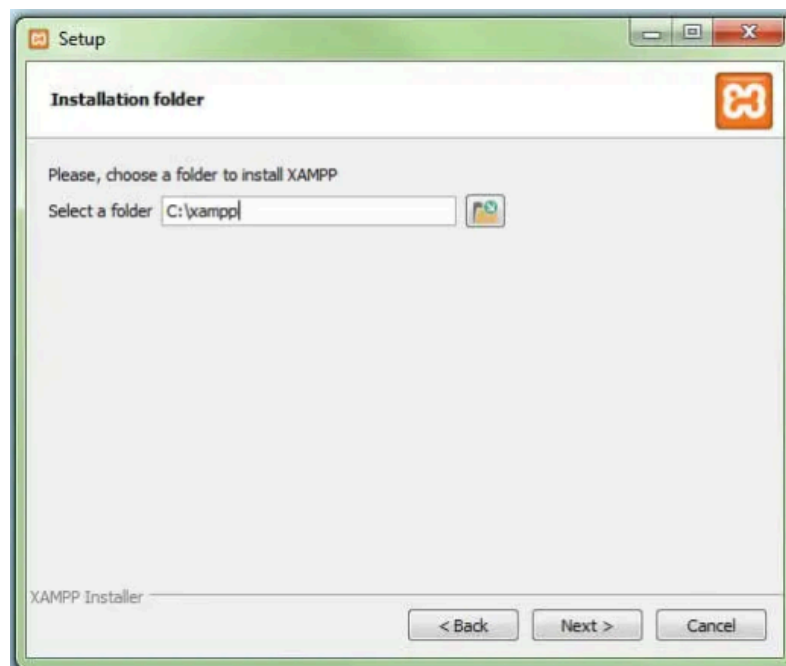 Setup
Installation folder
Please, choose a folder to install XAMPP
Select a folder C:\xampp
XAMPP Installer
< Back Next > Cancel